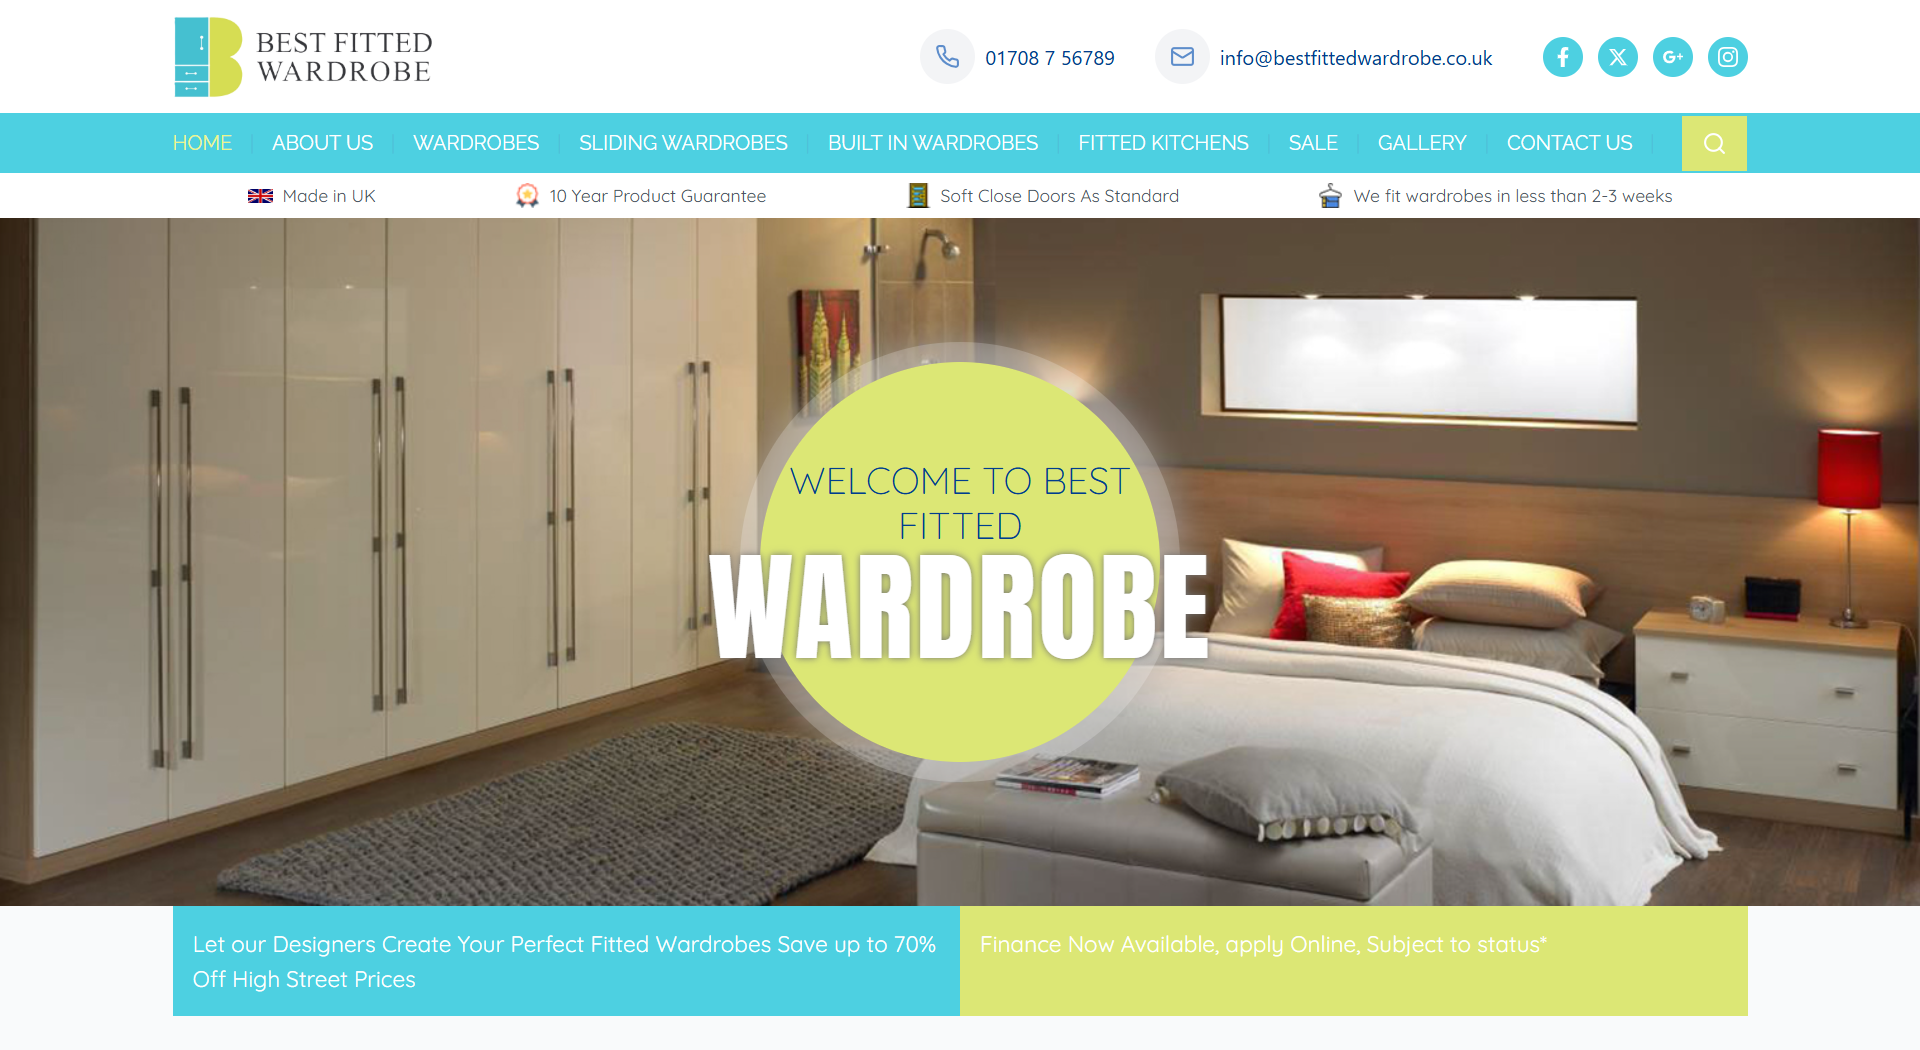 BEST FITTED
WARDROBE
01708 7 56789
info@bestfittedwardrobe.co.uk
HOME
ABOUT US
WARDROBES
SLIDING WARDROBES
BUILT IN WARDROBES
FITTED KITCHENS
SALE
GALLERY
CONTACT US
Made in UK
10 Year Product Guarantee
Soft Close Doors As Standard
We fit wardrobes in less than 2-3 weeks
WELCOME TO BEST
FITTED
WARDROBE
Let our Designers Create Your Perfect Fitted Wardrobes Save up to 70%
Off High Street Prices
Finance Now Available, apply Online, Subject to status*